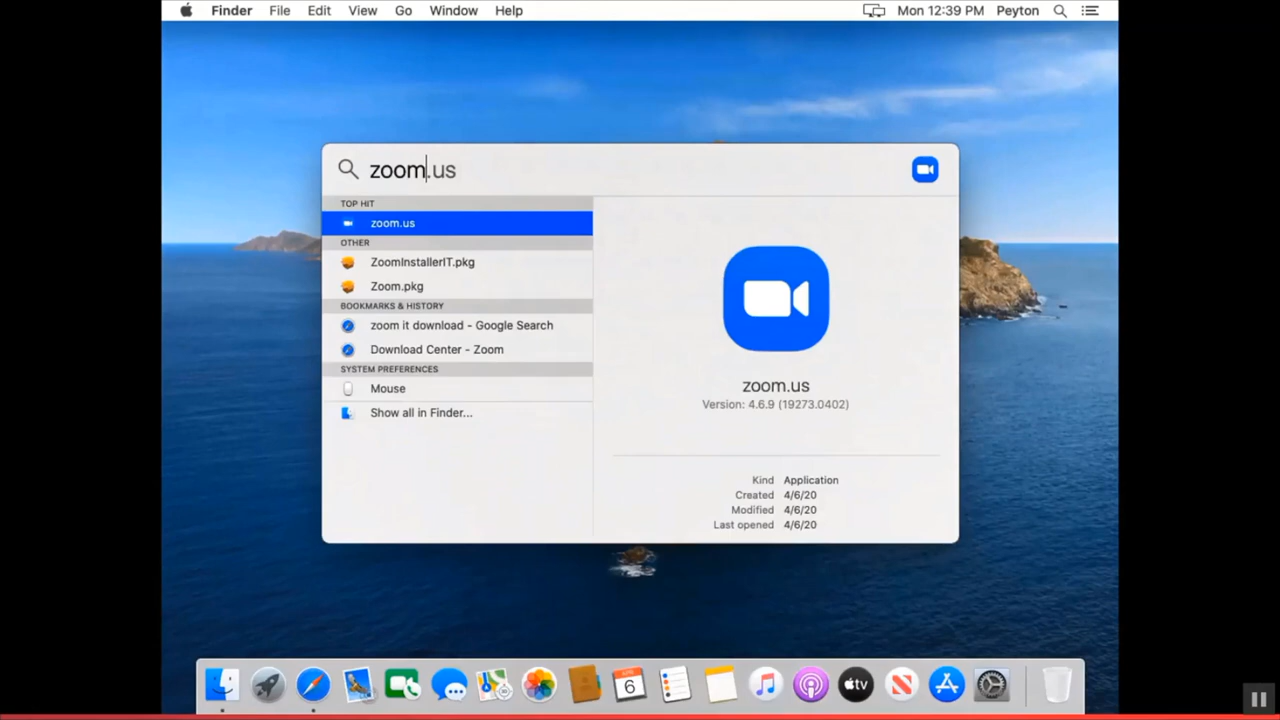 Finder File Edit View Go Window Help Mon 12:39 PM Peyton
zoom.us
TOP HIT
zoom.us
OTHER
ZoomInstallerIT.pkg
Zoom.pkg
BOOKMARKS & HISTORY
zoom it download - Google Search
Download Center - Zoom
SYSTEM PREFERENCES
Mouse
Show all in Finder...
zoom.us
Version: 4.6.9 (19273.0402)
Kind Application
Created 4/6/20
Modified 4/6/20
Last opened 4/6/20
6
tv